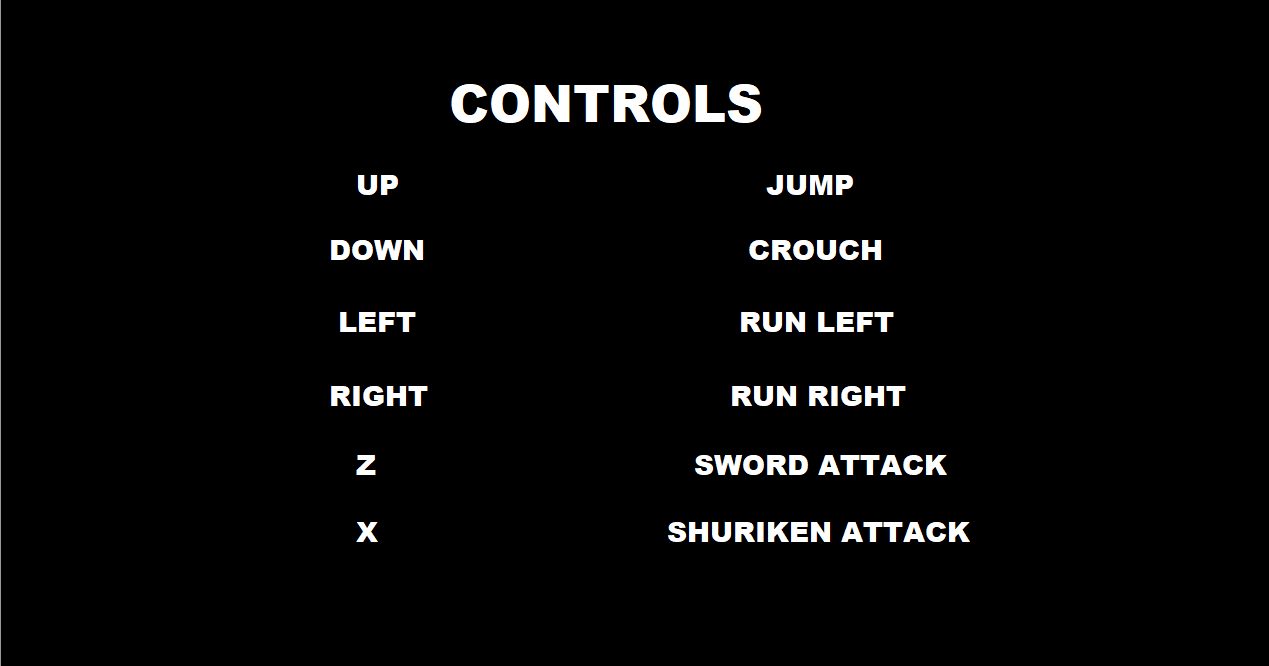 CONTROLS
UP JUMP
DOWN CROUCH
LEFT RUN LEFT
RIGHT RUN RIGHT
Z SWORD ATTACK
X SHURIKEN ATTACK